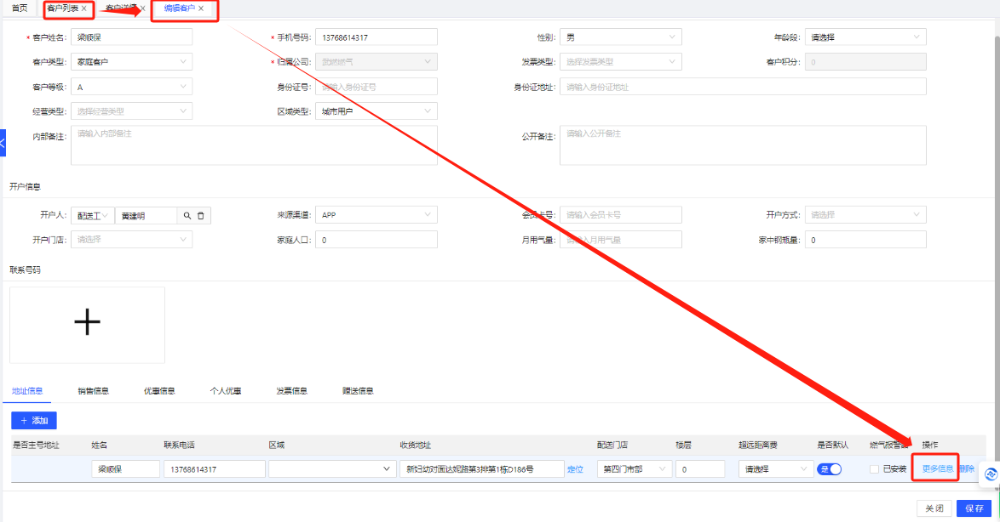 首页 客户列表 × 客户详情 × 编辑客户 ×
* 客户姓名: 梁顺保 * 手机号码: 13768614317 性别: 男 年龄段: 请选择
客户类型: 家庭客户 * 归属公司: 武燃燃气 发票类型: 选择发票类型 客户积分: 0
客户等级: A 身份证号: 请输入身份证号 身份证地址: 请输入身份证地址
经营类型: 选择经营类型 区域类型: 城市用户
内部备注: 请输入内部备注 公开备注: 请输入公开备注
开户信息
开户人: 配送工 黄建明 来源渠道: APP 会员卡号: 请输入会员卡号 开户方式: 请选择
开户门店: 请选择 家庭人口: 0 月用气量: 请输入月用气量 家中钢瓶量: 0
联系号码
地址信息 销售信息 优惠信息 个人优惠 发票信息 赠送信息
+ 添加
是否主号地址 姓名 联系电话 区域 收货地址 配送门店 楼层 超远距离费 是否默认 燃气报警器 操作
梁顺保 13768614317 新妇幼对面达妮路第3排第1栋D186号 定位 第四门市部 0 请选择 是 已安装 更多信息 删除
关闭 保存